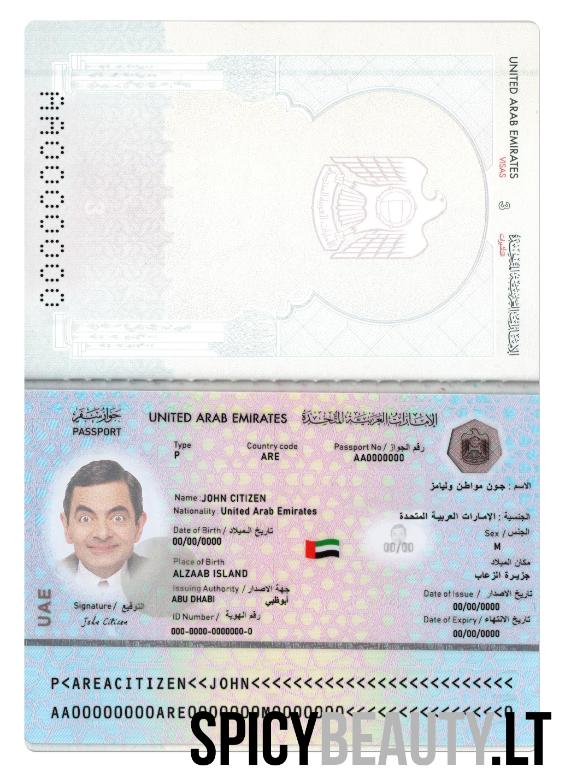 UNITED ARAB EMIRATES
VISAS
3
تأشيرات
الإمارات العربية المتحدة
AA0000000
جواز سفر
PASSPORT
UNITED ARAB EMIRATES الإمارات العربية المتحدة
Type
P
Country code
ARE
Passport No / رقم الجواز
AA0000000
الاسم : جون مواطن وليامز
Name: JOHN CITIZEN
Nationality: United Arab Emirates
الجنسية : الإمارات العربية المتحدة
Date of Birth / تاريخ الميلاد
00/00/0000
00/00
Sex / الجنس
M
Place of Birth
ALZAAB ISLAND
مكان الميلاد
جزيرة الزعاب
Issuing Authority / جهة الاصدار
ABU DHABI
أبوظبي
Date of Issue / تاريخ الإصدار
00/00/0000
ID Number / رقم الهوية
000-0000-0000000-0
Date of Expiry / تاريخ الانتهاء
00/00/0000
UAE
Signature / التوقيع
John Citizen
P<AREACITIZEN<<JOHN<<<<<<<<<<<<<<<<<<<<<<<<<
SPICYBEAUTY.LT